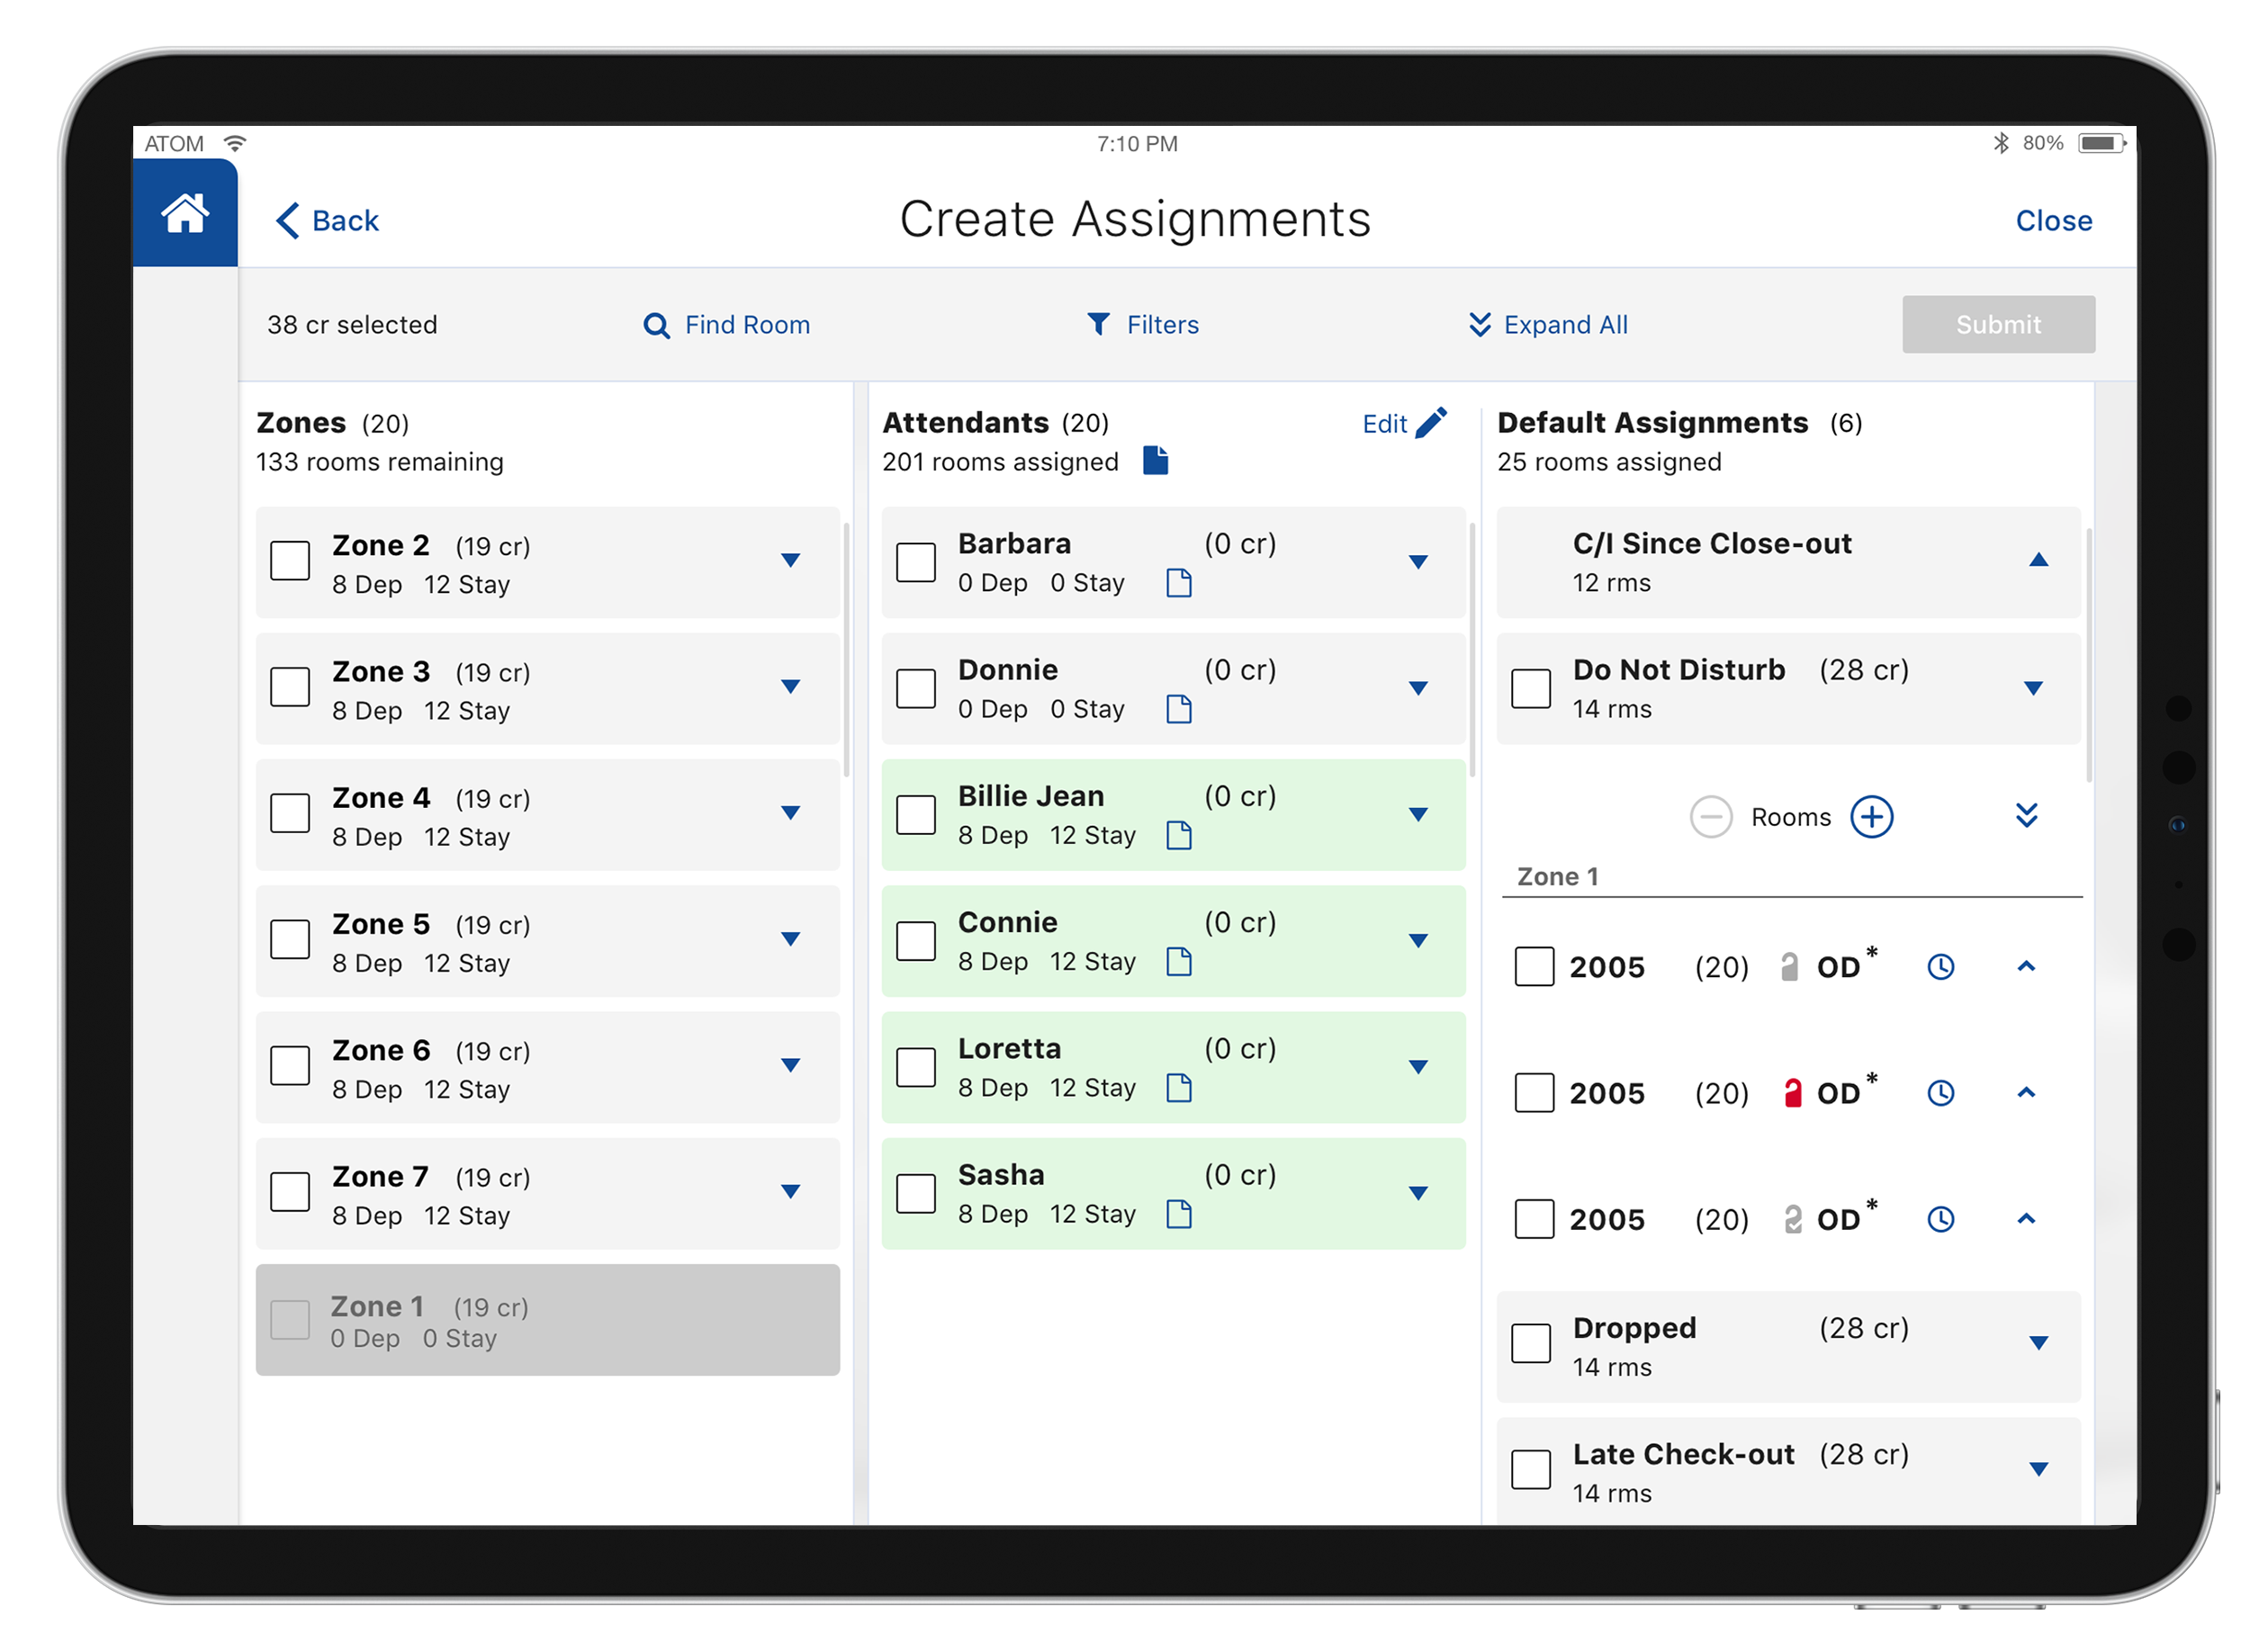 ATOM 7:10 PM 80%
Back Create Assignments Close
38 cr selected Find Room Filters Expand All Submit
Zones (20)
133 rooms remaining
Zone 2 (19 cr)
8 Dep 12 Stay
Zone 3 (19 cr)
8 Dep 12 Stay
Zone 4 (19 cr)
8 Dep 12 Stay
Zone 5 (19 cr)
8 Dep 12 Stay
Zone 6 (19 cr)
8 Dep 12 Stay
Zone 7 (19 cr)
8 Dep 12 Stay
Zone 1 (19 cr)
0 Dep 0 Stay
Attendants (20) Edit
201 rooms assigned
Barbara (0 cr)
0 Dep 0 Stay
Donnie (0 cr)
0 Dep 0 Stay
Billie Jean (0 cr)
8 Dep 12 Stay
Connie (0 cr)
8 Dep 12 Stay
Loretta (0 cr)
8 Dep 12 Stay
Sasha (0 cr)
8 Dep 12 Stay
Default Assignments (6)
25 rooms assigned
C/I Since Close-out
12 rms
Do Not Disturb (28 cr)
14 rms
Rooms
Zone 1
2005 (20) OD*
2005 (20) OD*
2005 (20) OD*
Dropped (28 cr)
14 rms
Late Check-out (28 cr)
14 rms